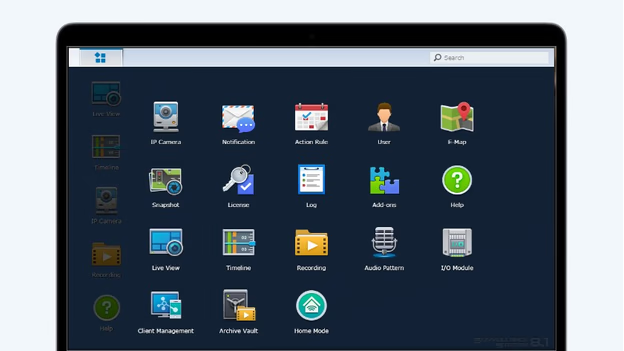 Search
Live View
Timeline
IP Camera
Recording
Help
IP Camera
Notification
Action Rule
User
E-Map
Snapshot
License
Log
Add-ons
Help
Live View
Timeline
Recording
Audio Pattern
I/O Module
Client Management
Archive Vault
Home Mode